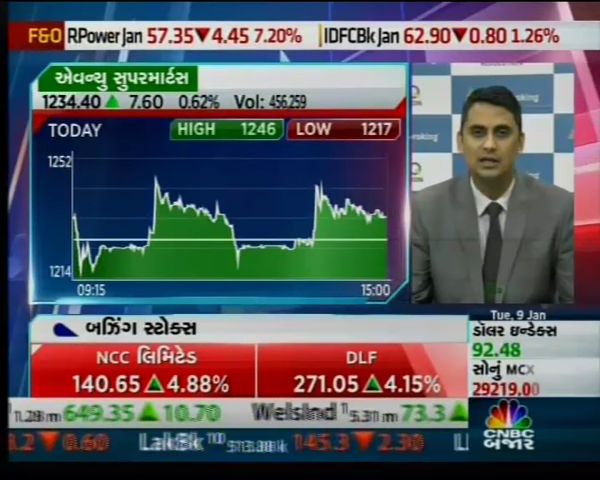 F&O RPower Jan 57.35▼4.45 7.20% IDFCBk Jan 62.90▼0.80 1.26%
એવન્યુ સુપરમાર્ટસ
1234.40 ▲ 7.60 0.62% Vol: 456,259
TODAY HIGH 1246 LOW 1217
1252
1214
09:15 15:00
બઝિંગ સ્ટોક્સ
NCC લિમિટેડ DLF
140.65 ▲ 4.88% 271.05 ▲ 4.15%
Tue, 9 Jan
ડૉલર ઇન્ડેક્સ
92.48
સોનું MCX
29219.00
649.35 ▲ 10.70 WelsInd 5.31m 73.3 ▲
▼ 0.60 LakBk 145.3 ▼ 2.30
CNBC
બજાર